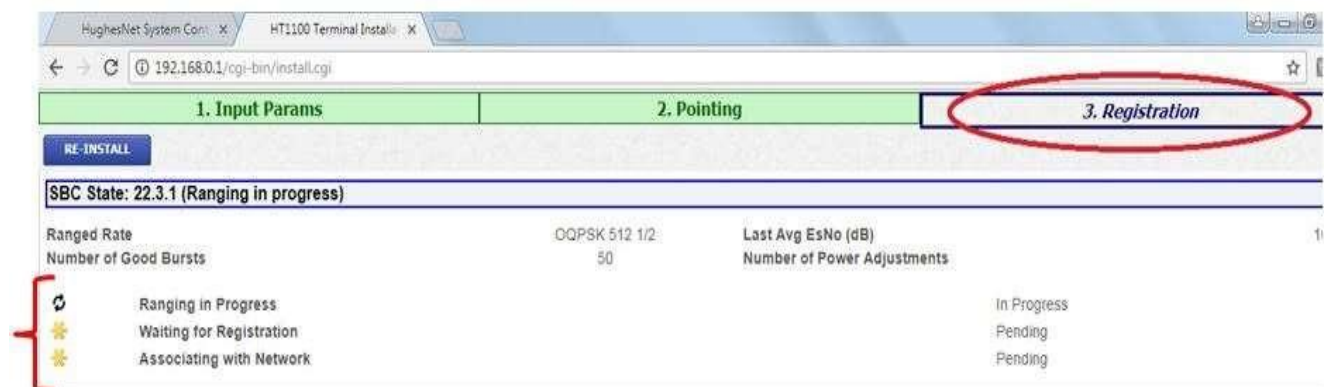 HughesNet System Con
HT1100 Terminal Installa
192.168.0.1/cgi-bin/install.cgi
1. Input Params
2. Pointing
3. Registration
RE-INSTALL
SBC State: 22.3.1 (Ranging in progress)
Ranged Rate OQPSK 512 1/2 Last Avg EsNo (dB)
Number of Good Bursts 50 Number of Power Adjustments
Ranging in Progress In Progress
Waiting for Registration Pending
Associating with Network Pending